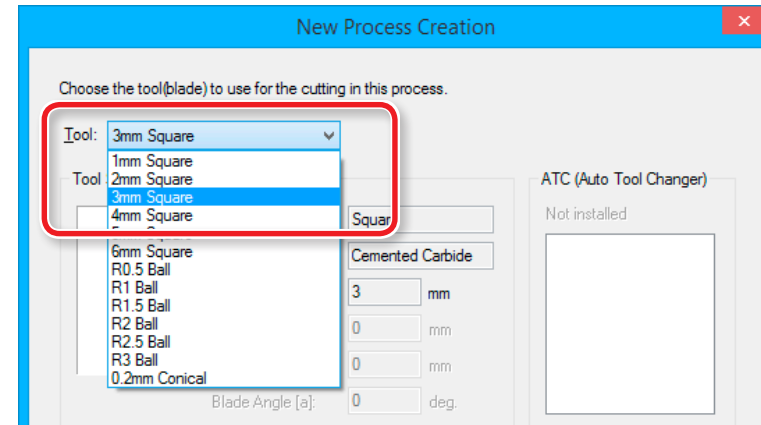 New Process Creation
Choose the tool(blade) to use for the cutting in this process.
Tool: 3mm Square
1mm Square
Tool
2mm Square
ATC (Auto Tool Changer)
3mm Square
4mm Square
Squar
Not installed
Square
6mm Square
Cemented Carbide
R0.5 Ball
R1 Ball
3 mm
R1.5 Ball
R2 Ball
0 mm
R2.5 Ball
R3 Ball
0 mm
0.2mm Conical
Blade Angle [a]: 0 deg.